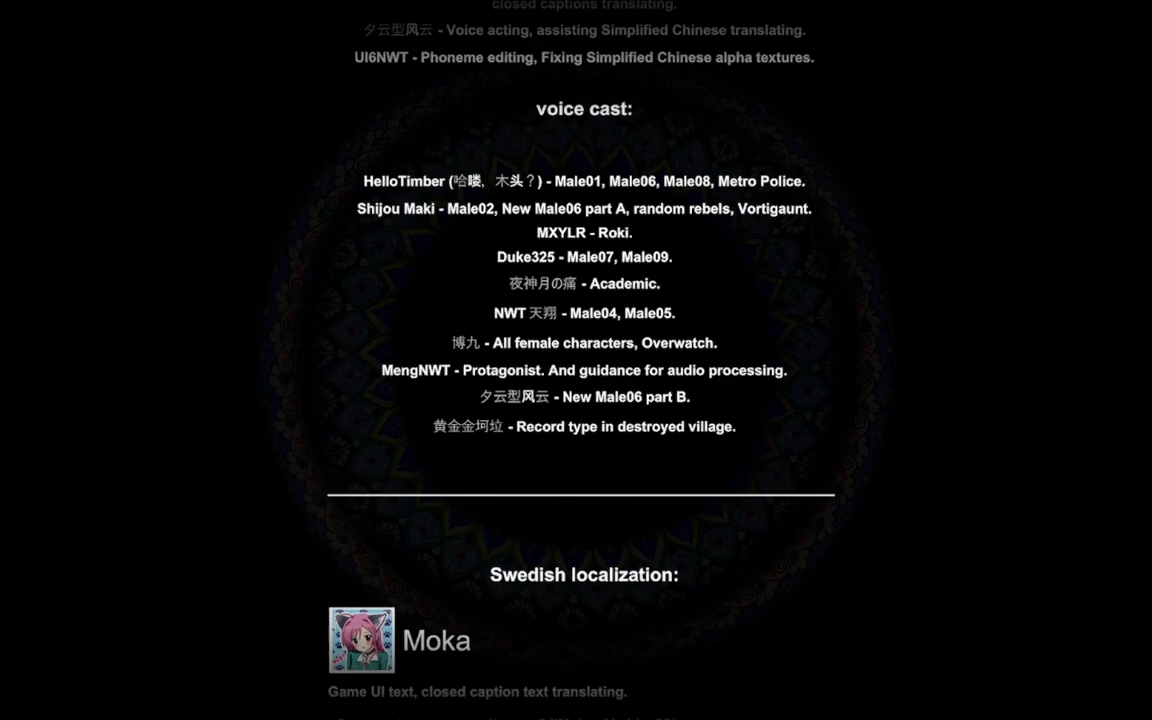 closed captions translating.
夕云型风云 - Voice acting, assisting Simplified Chinese translating.
UI6NWT - Phoneme editing, Fixing Simplified Chinese alpha textures.
voice cast:
HelloTimber (哈喽，木头？) - Male01, Male06, Male08, Metro Police.
Shijou Maki - Male02, New Male06 part A, random rebels, Vortigaunt.
MXYLR - Roki.
Duke325 - Male07, Male09.
夜神月の痛 - Academic.
NWT 天翔 - Male04, Male05.
博九 - All female characters, Overwatch.
MengNWT - Protagonist. And guidance for audio processing.
夕云型风云 - New Male06 part B.
黄金金坷垃 - Record type in destroyed village.
Swedish localization:
Moka
Game UI text, closed caption text translating.